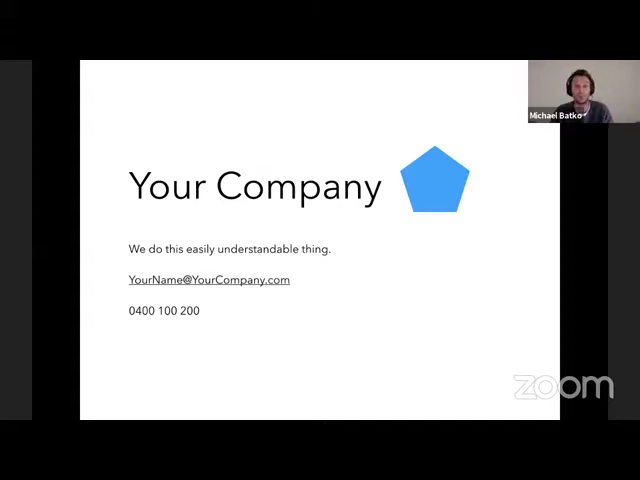 Michael Batko
Your Company
We do this easily understandable thing.
YourName@YourCompany.com
0400 100 200
zoom